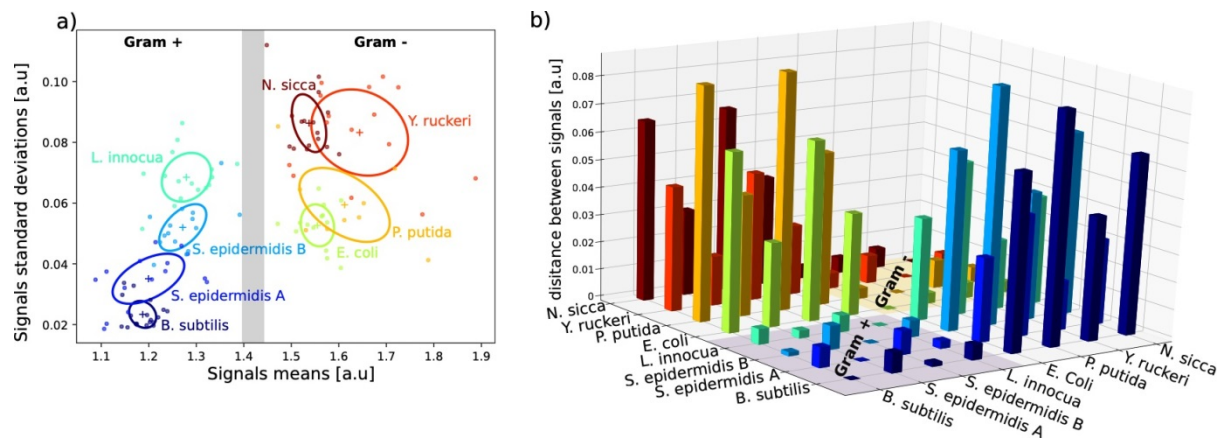 a)
Gram +
Gram -
Signals standard deviations [a.u]
0.10
0.08
0.06
0.04
0.02
N. sicca
Y. ruckeri
L. innocua
P. putida
S. epidermidis B
E. coli
S. epidermidis A
B. subtilis
1.1
1.2
1.3
1.4
1.5
1.6
1.7
1.8
1.9
Signals means [a.u]
b)
disitance between signals [a.u]
0.08
0.07
0.06
0.05
0.04
0.03
0.02
0.01
0
N. sicca
Y. ruckeri
P. putida
E. coli
L. innocua
S. epidermidis B
S. epidermidis A
B. subtilis
Gram -
Gram +
N. sicca
Y. ruckeri
P. putida
E. Coli
L. innocua
S. epidermidis B
S. epidermidis A
B. subtilis